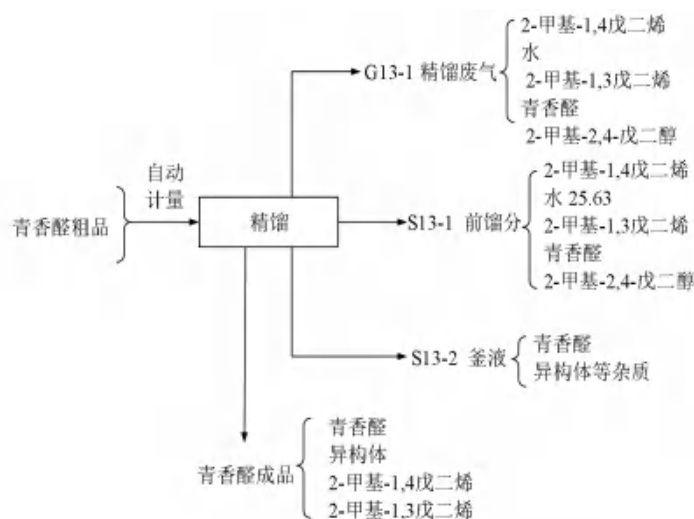 2-甲基-1,4戊二烯
水
2-甲基-1,3戊二烯
青香醛
2-甲基-2,4-戊二醇
G13-1 精馏废气
自动
计量
青香醛粗品
精馏
S13-1 前馏分
2-甲基-1,4戊二烯
水 25.63
2-甲基-1,3戊二烯
青香醛
2-甲基-2,4-戊二醇
S13-2 釜液
青香醛
异构体等杂质
青香醛成品
青香醛
异构体
2-甲基-1,4戊二烯
2-甲基-1,3戊二烯